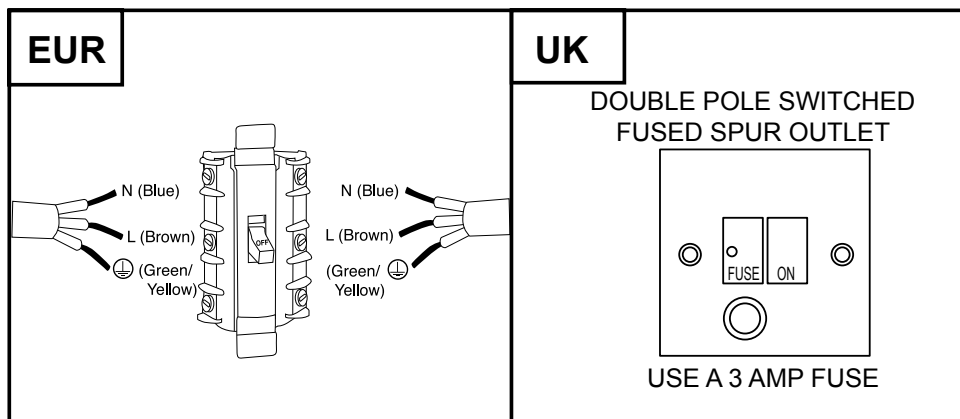 EUR
N (Blue)
L (Brown)
(Green/
Yellow)
OFF
N (Blue)
L (Brown)
(Green/
Yellow)
UK
DOUBLE POLE SWITCHED
FUSED SPUR OUTLET
FUSE
ON
USE A 3 AMP FUSE